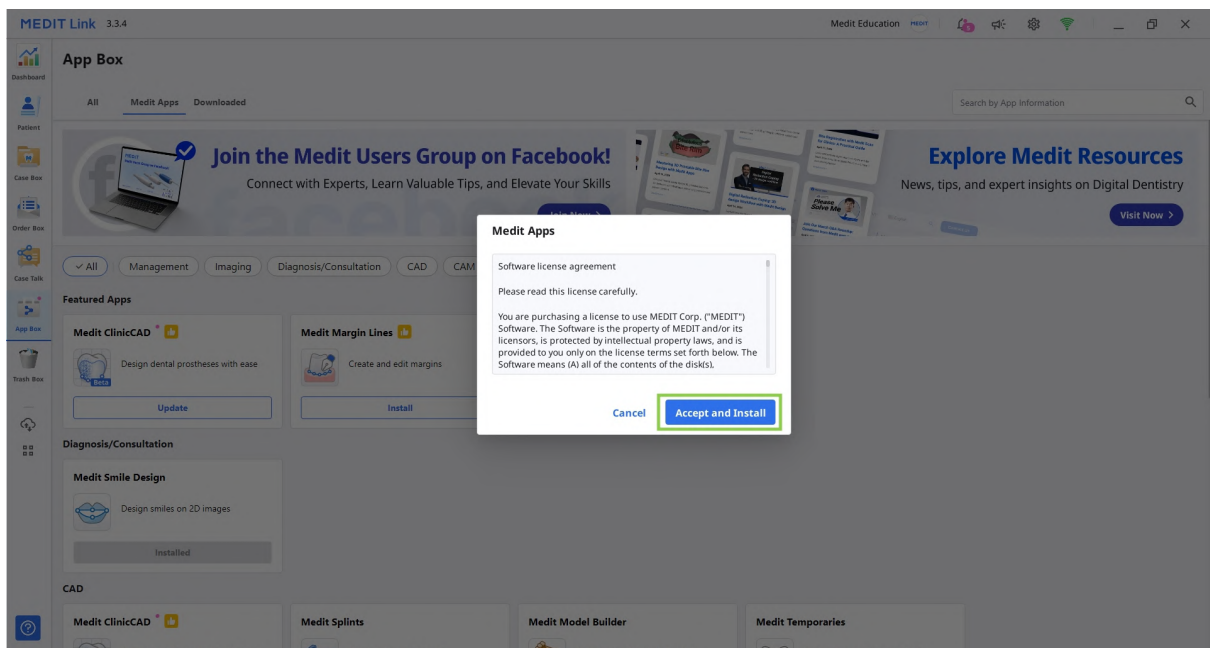 MEDIT Link 3.3.4
Medit Education MEDIT
App Box
All Medit Apps Downloaded
Search by App Information
Dashboard
Patient
Case Box
Order Box
Case Talk
App Box
Trash Box
Join the Medit Users Group on Facebook!
Connect with Experts, Learn Valuable Tips, and Elevate Your Skills
Join Now >
Explore Medit Resources
News, tips, and expert insights on Digital Dentistry
Visit Now >
Please
Solve Me
All Management Imaging Diagnosis/Consultation CAD CAM
Featured Apps
Medit ClinicCAD
Design dental prostheses with ease
Beta
Update
Medit Margin Lines
Create and edit margins
Install
Medit Apps
Software license agreement
Please read this license carefully.
You are purchasing a license to use MEDIT Corp. ("MEDIT")
Software. The Software is the property of MEDIT and/or its
licensors, is protected by intellectual property laws, and is
provided to you only on the license terms set forth below. The
Software means (A) all of the contents of the disk(s),
Cancel Accept and Install
Diagnosis/Consultation
Medit Smile Design
Design smiles on 2D images
Installed
CAD
Medit ClinicCAD
Medit Splints
Medit Model Builder
Medit Temporaries